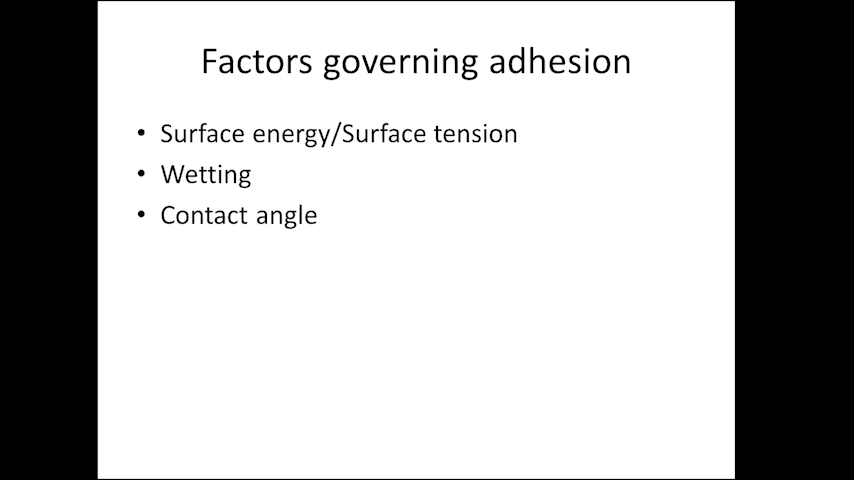 Factors governing adhesion
• Surface energy/Surface tension
• Wetting
• Contact angle